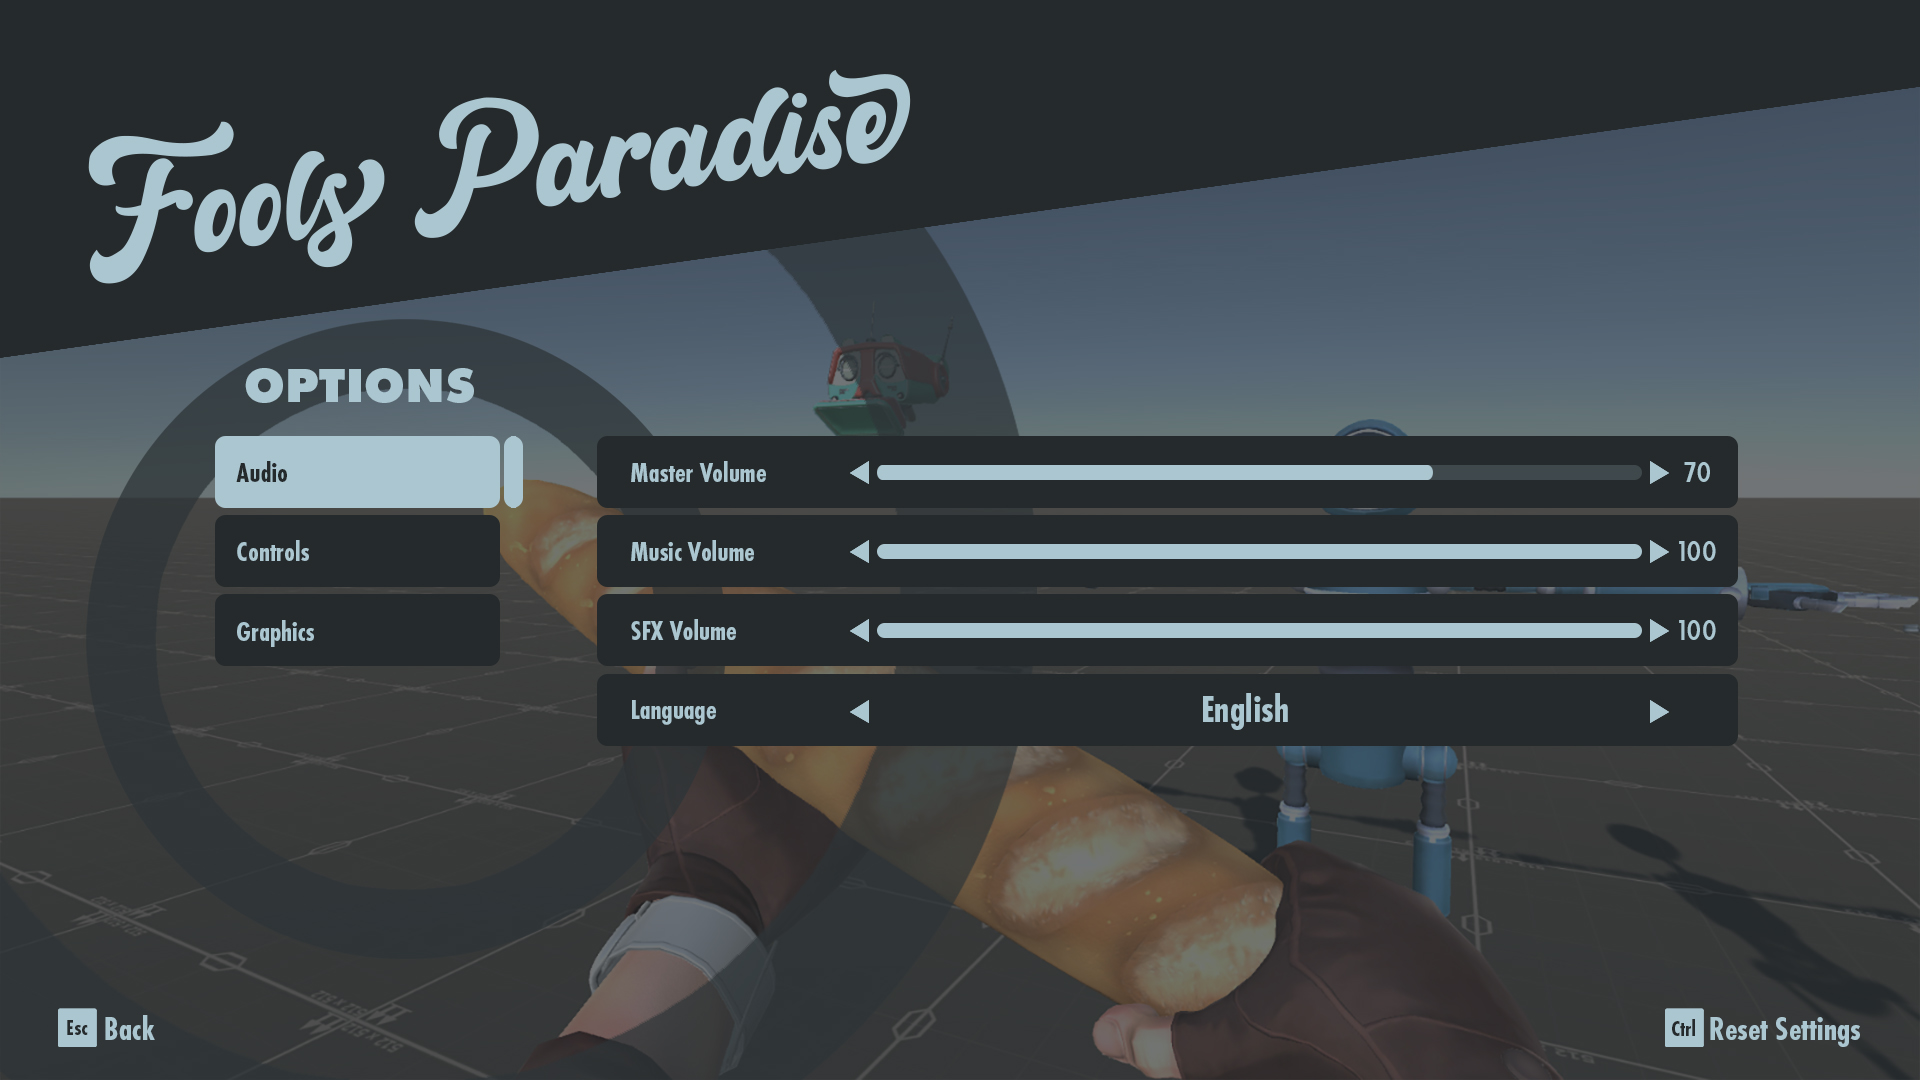 Fools Paradise
OPTIONS
Audio
Controls
Graphics
Master Volume 70
Music Volume 100
SFX Volume 100
Language English
Esc Back
Ctrl Reset Settings